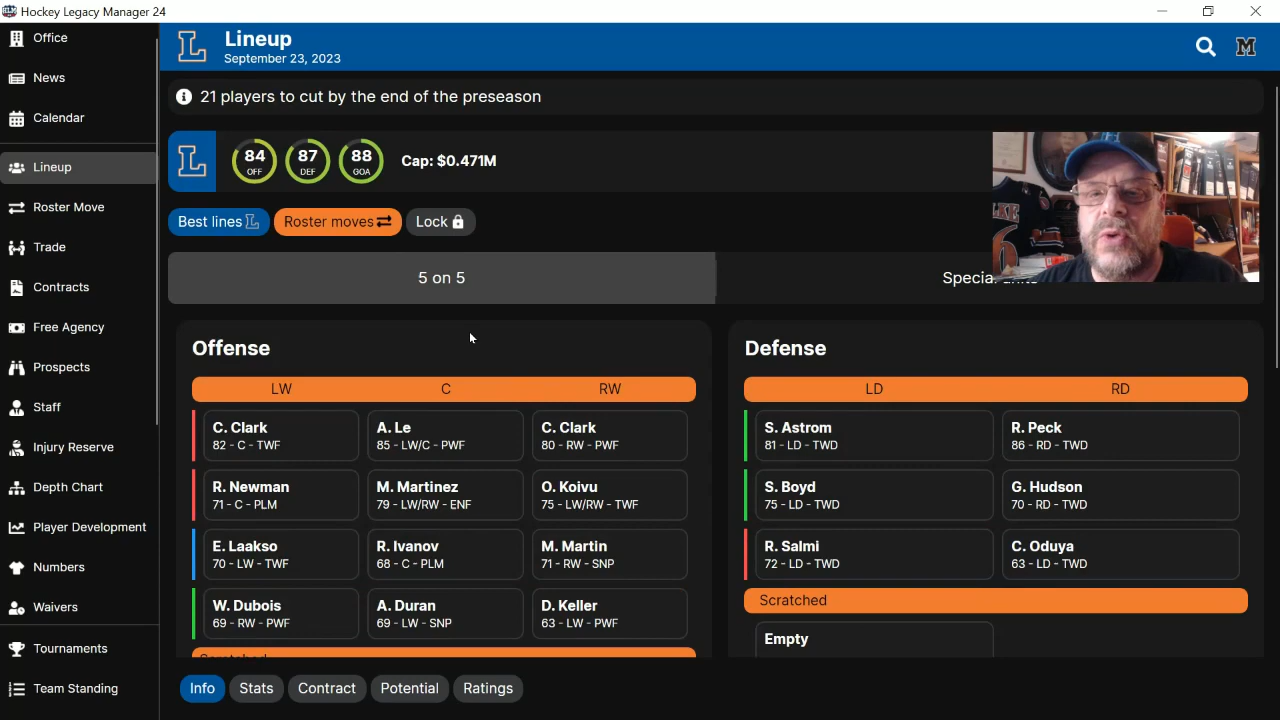 Hockey Legacy Manager 24
Office
News
Calendar
Lineup
Roster Move
Trade
Contracts
Free Agency
Prospects
Staff
Injury Reserve
Depth Chart
Player Development
Numbers
Waivers
Tournaments
Team Standing
L
Lineup
September 23, 2023
M
21 players to cut by the end of the preseason
L
84 OFF
87 DEF
88 GOA
Cap: $0.471M
Best lines L
Roster moves
Lock
5 on 5
Special units
Offense
LW C RW
C. Clark
82 - C - TWF
A. Le
85 - LW/C - PWF
C. Clark
80 - RW - PWF
R. Newman
71 - C - PLM
M. Martinez
79 - LW/RW - ENF
O. Koivu
75 - LW/RW - TWF
E. Laakso
70 - LW - TWF
R. Ivanov
68 - C - PLM
M. Martin
71 - RW - SNP
W. Dubois
69 - RW - PWF
A. Duran
69 - LW - SNP
D. Keller
63 - LW - PWF
Scratched
Defense
LD RD
S. Astrom
81 - LD - TWD
R. Peck
86 - RD - TWD
S. Boyd
75 - LD - TWD
G. Hudson
70 - RD - TWD
R. Salmi
72 - LD - TWD
C. Oduya
63 - LD - TWD
Scratched
Empty
Info
Stats
Contract
Potential
Ratings